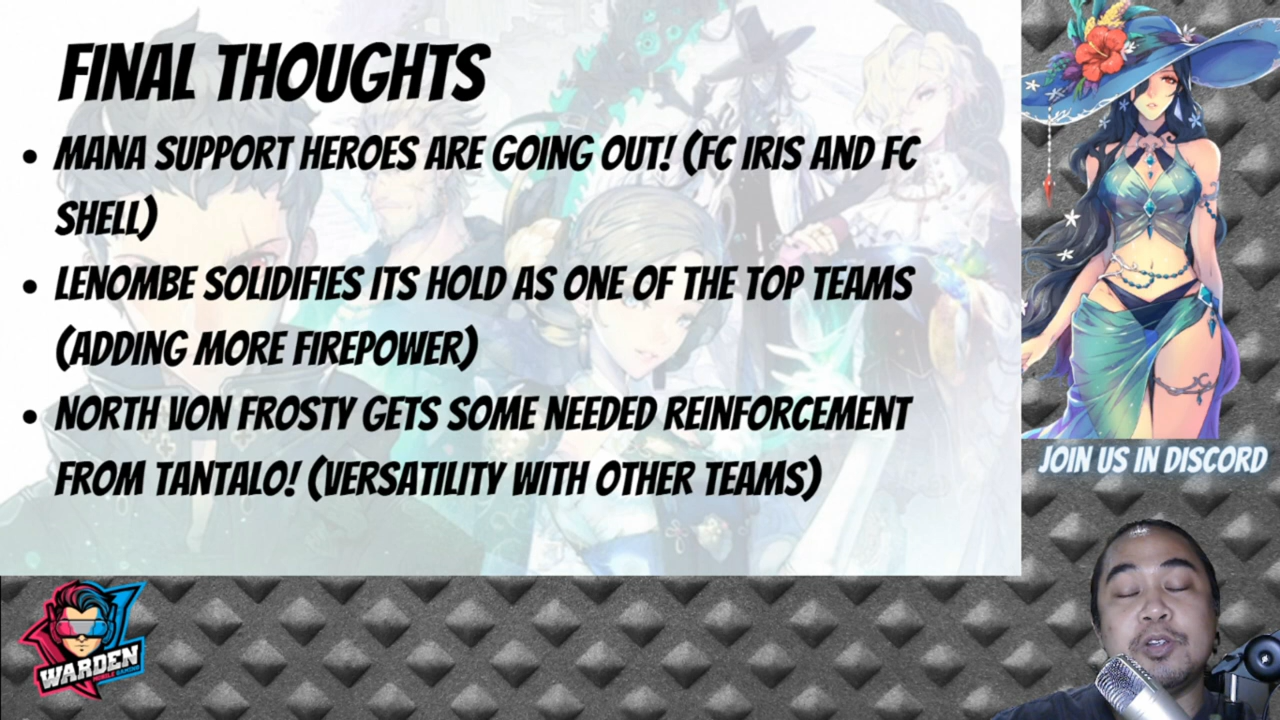 FINAL THOUGHTS
• MANA SUPPORT HEROES ARE GOING OUT! (FC IRIS AND FC
SHELL)
• LENOMBE SOLIDIFIES ITS HOLD AS ONE OF THE TOP TEAMS
(ADDING MORE FIREPOWER)
• NORTH VON FROSTY GETS SOME NEEDED REINFORCEMENT
FROM TANTALO! (VERSATILITY WITH OTHER TEAMS)
JOIN US IN DISCORD
WARDEN
MOBILE GAMING